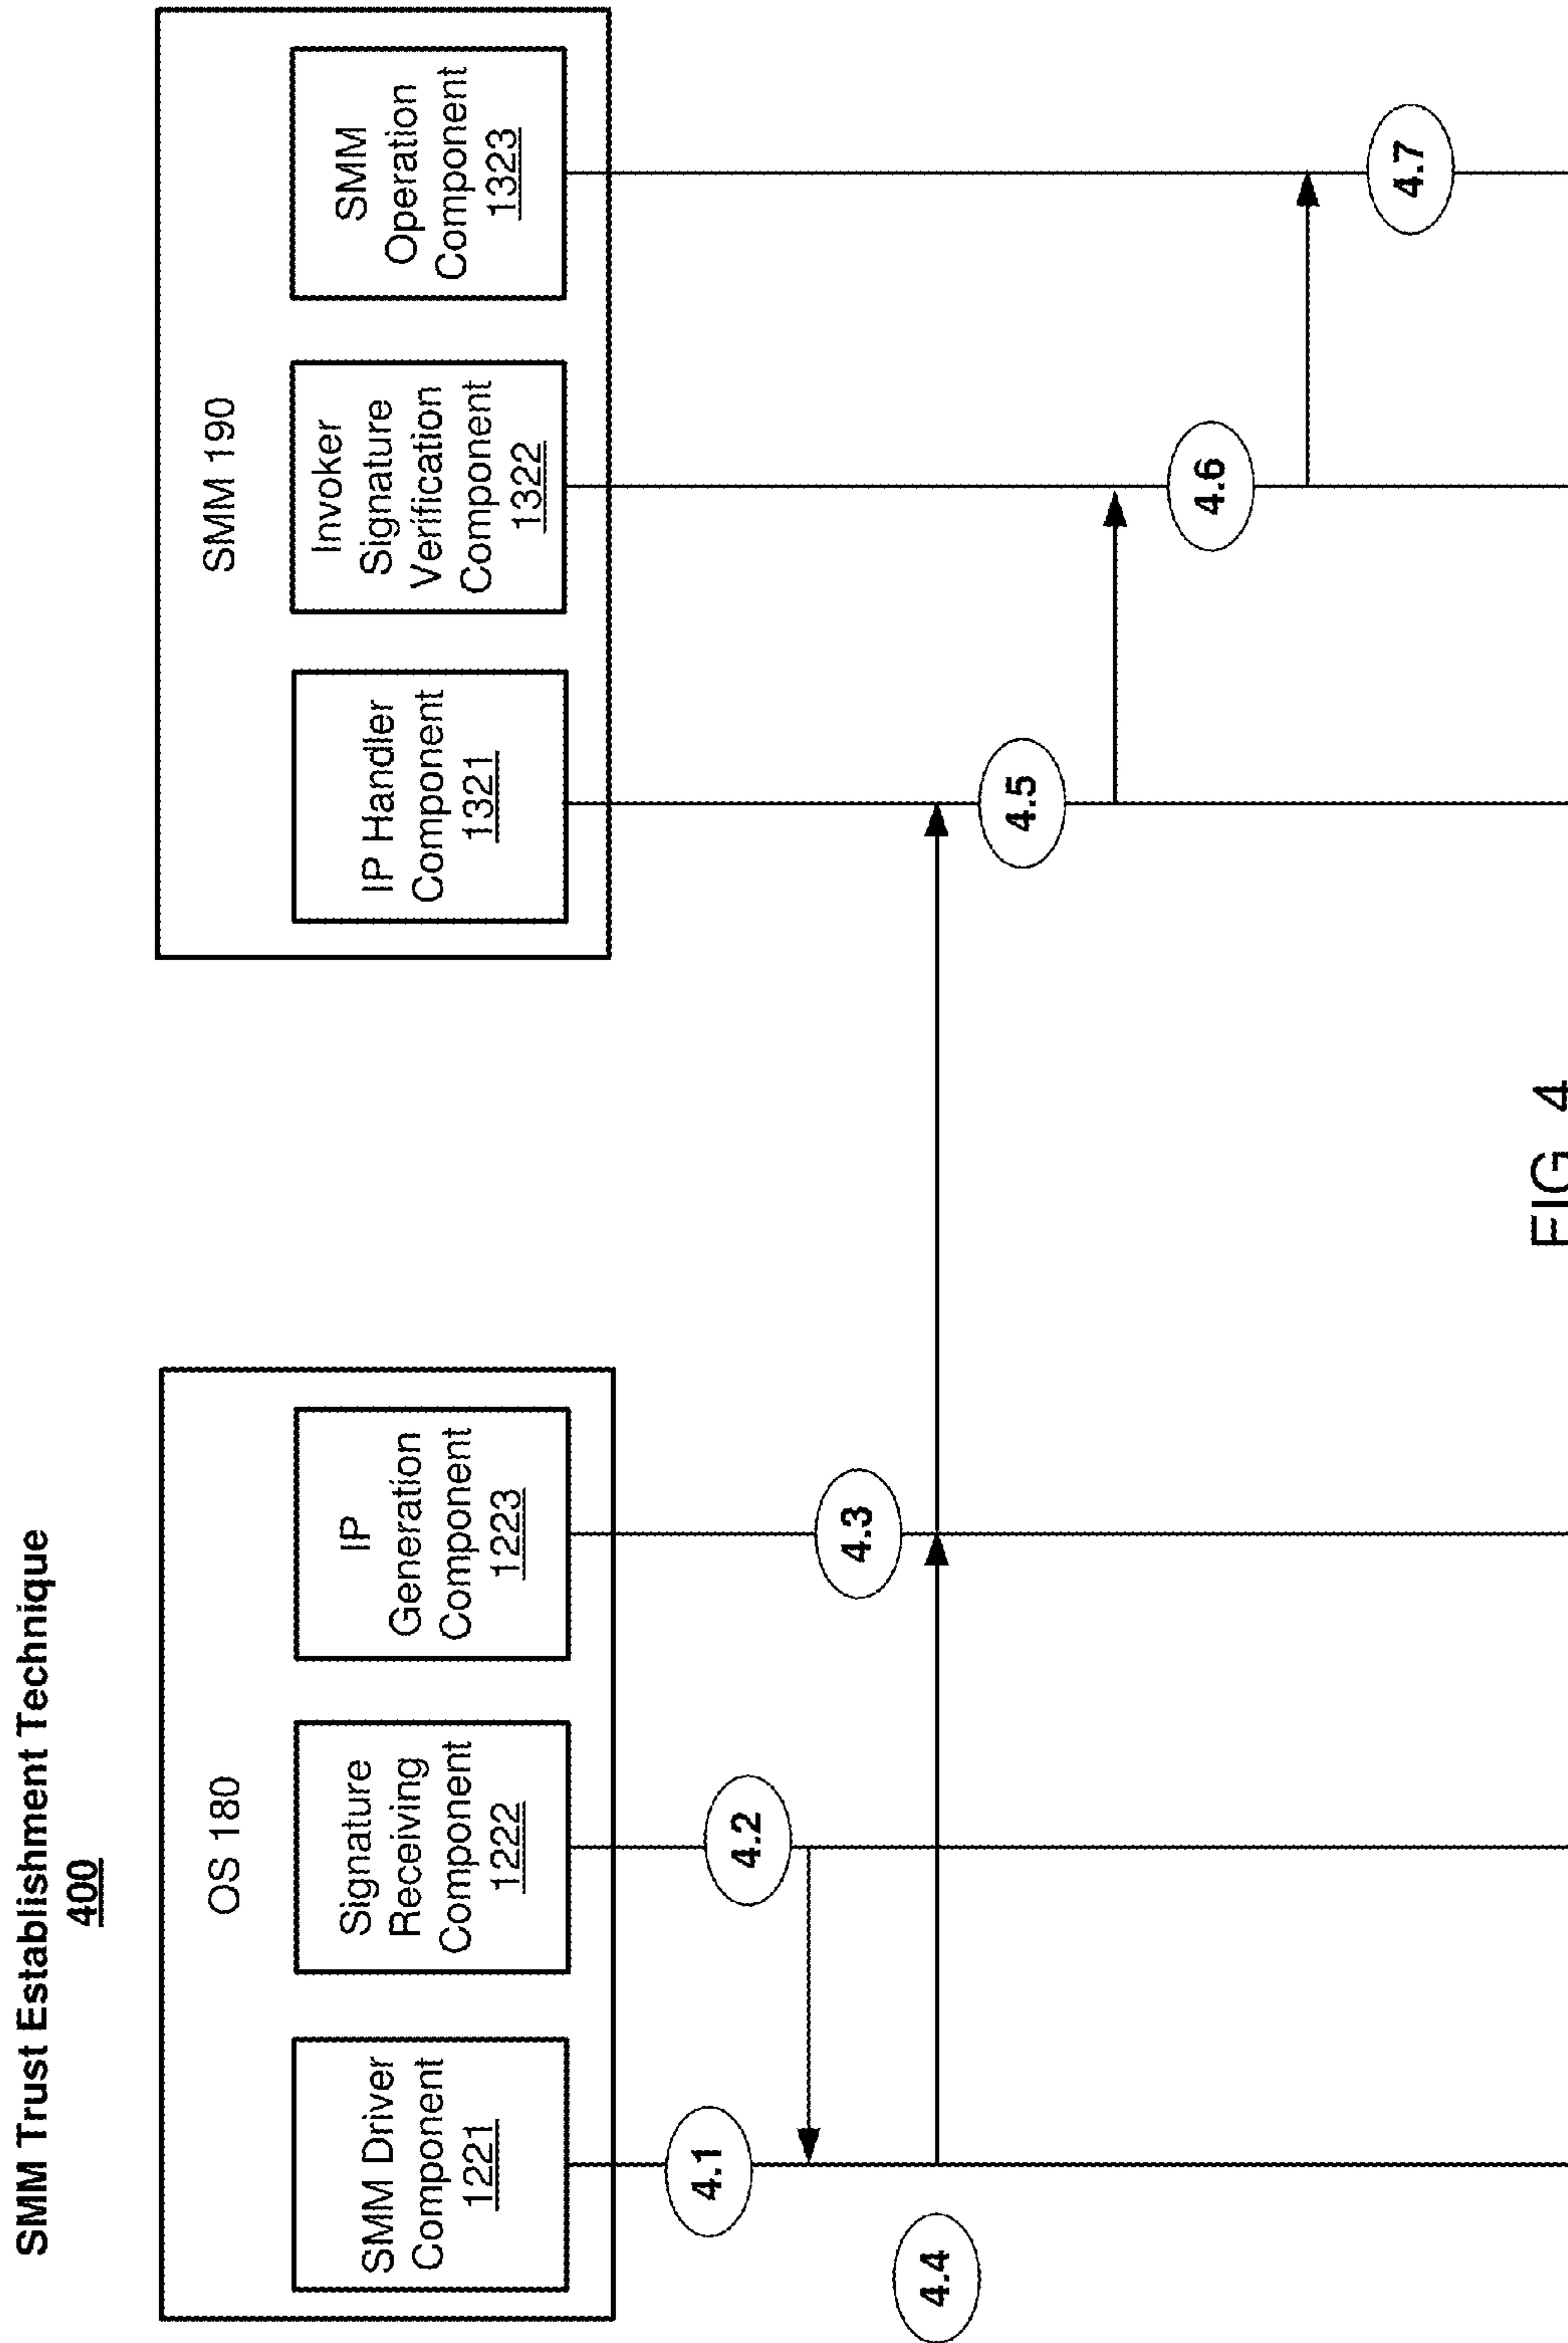 SMM Trust Establishment Technique
400
OS 180
SMM Driver
Component
1221
Signature
Receiving
Component
1222
IP
Generation
Component
1223
SMM 190
IP Handler
Component
1321
Invoker
Signature
Verification
Component
1322
SMM
Operation
Component
1323
4.1
4.2
4.3
4.4
4.5
4.6
4.7
FIG. 4